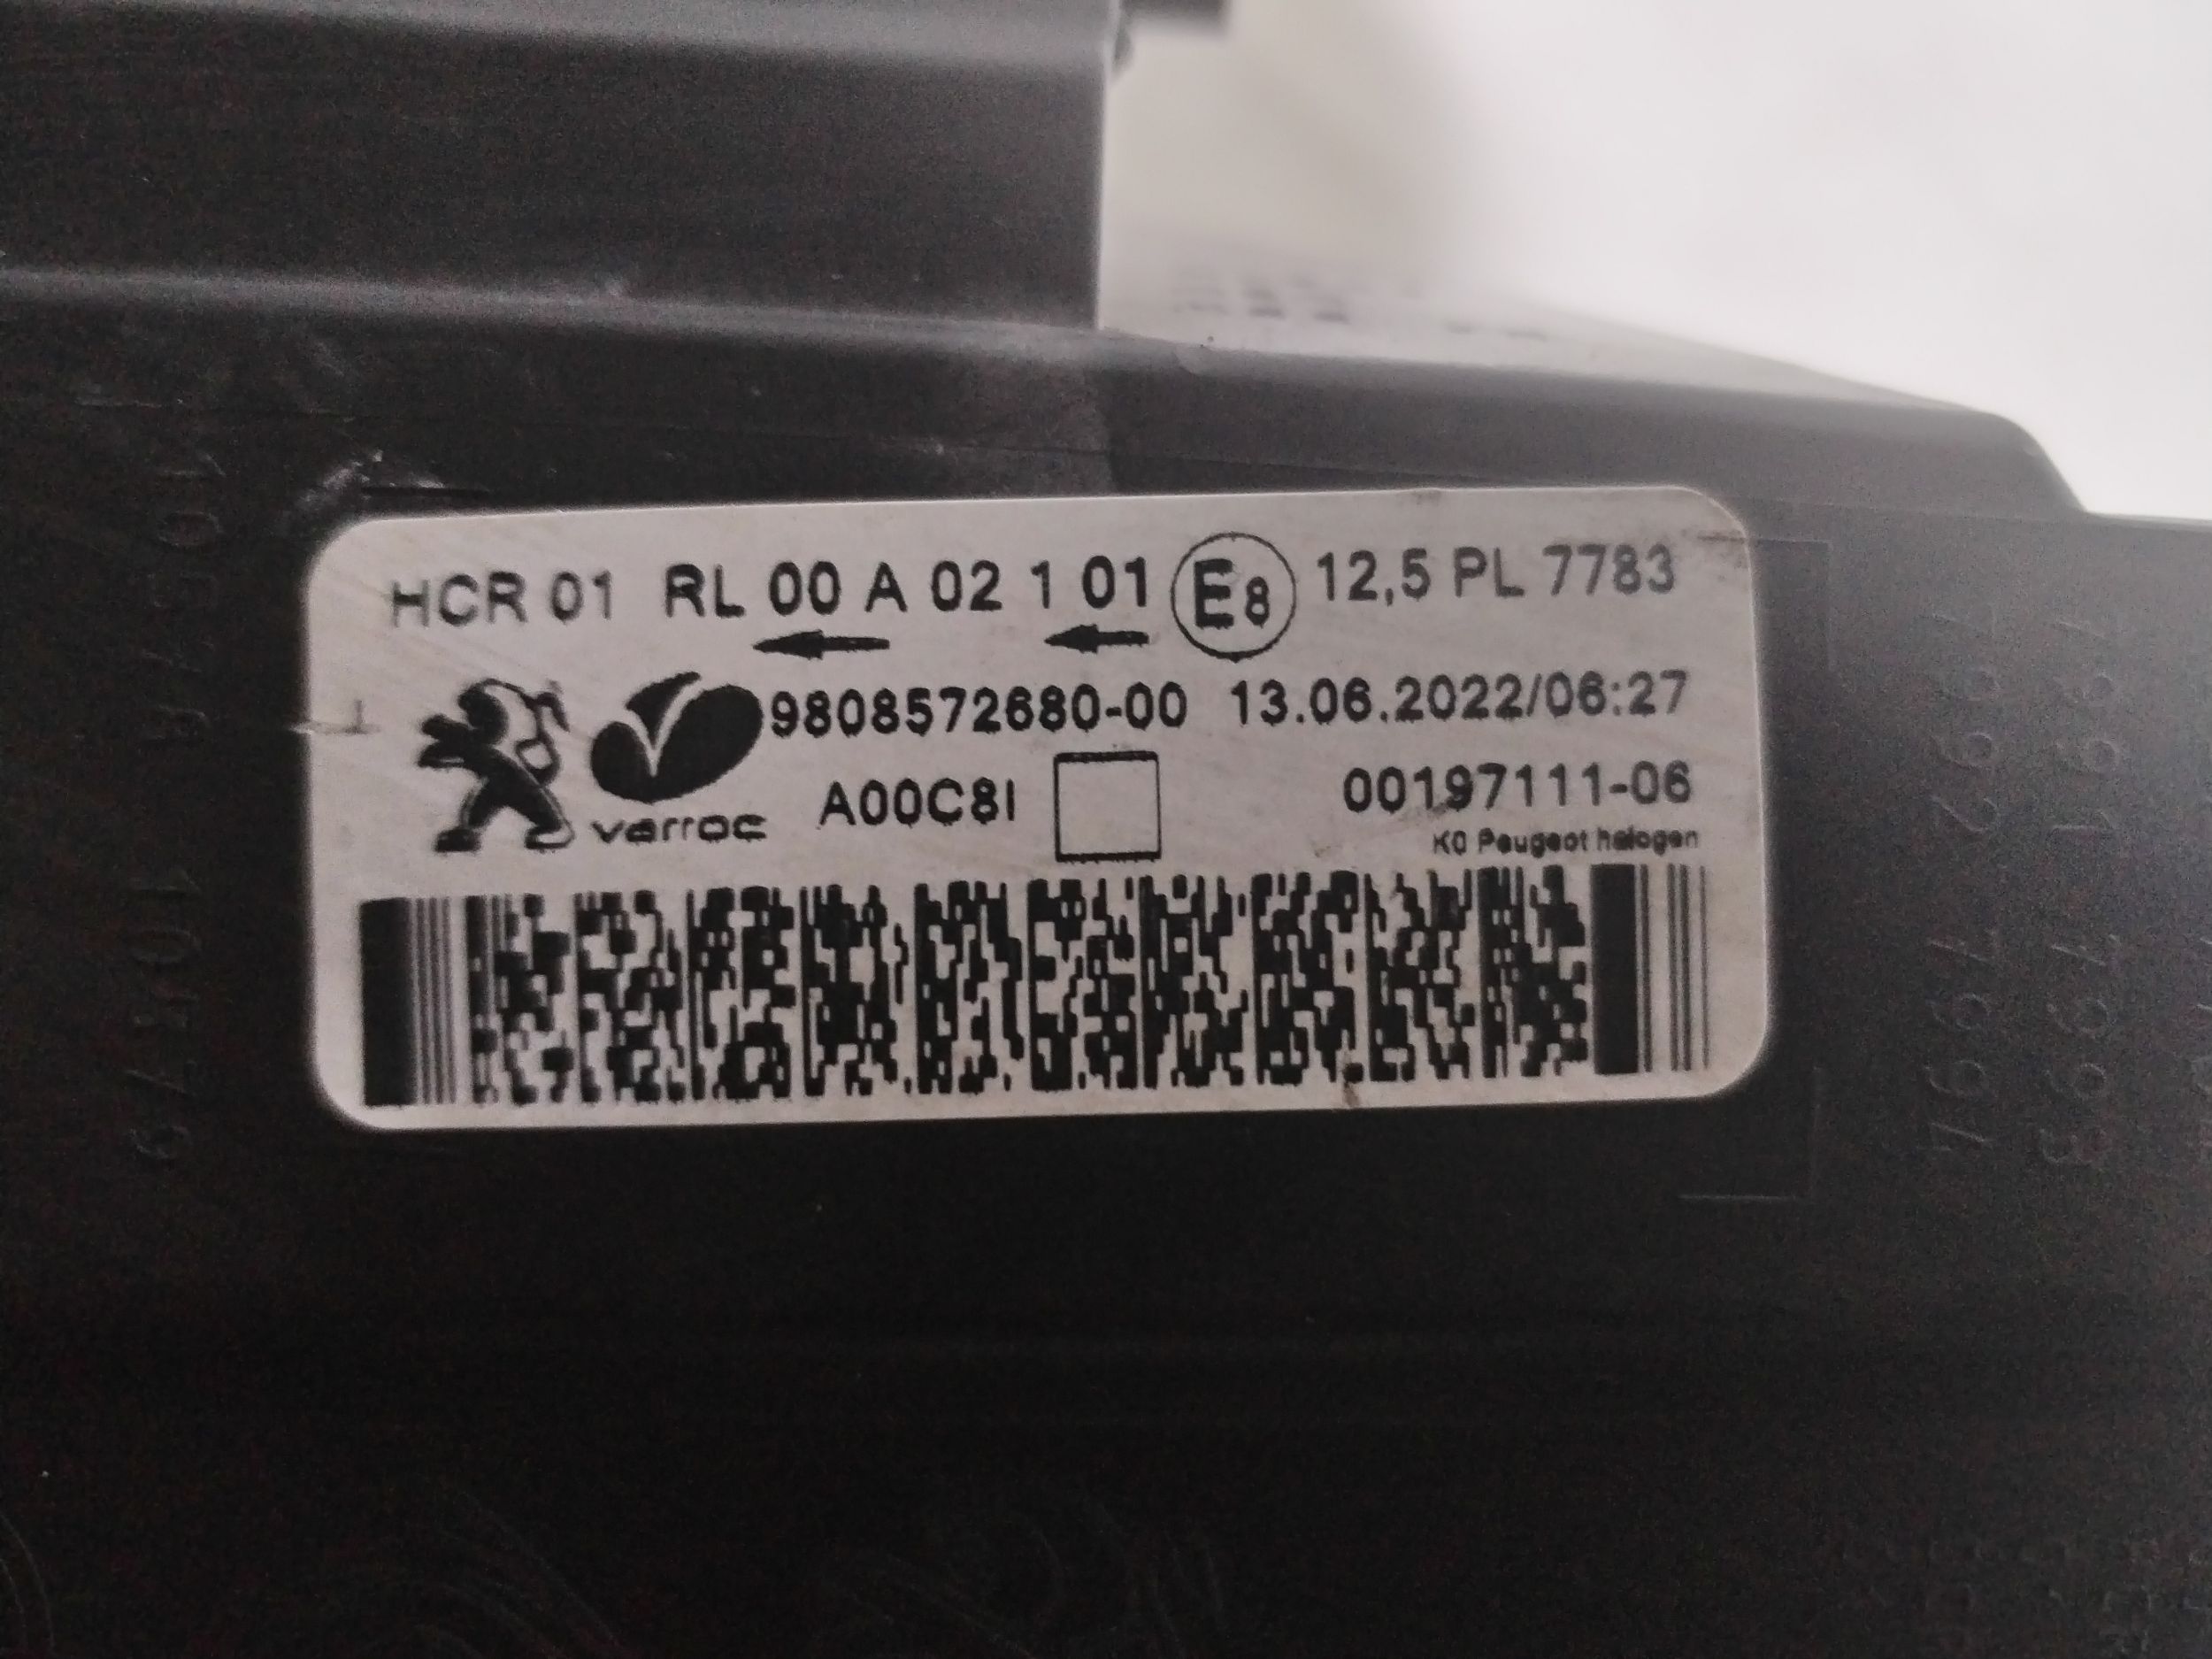 HCR 01 RL 00 A 02 1 01 E8 12,5 PL 7783
9808572680-00 13.06.2022/06:27
varroc A00C8I 00197111-06
K0 Peugeot halogen